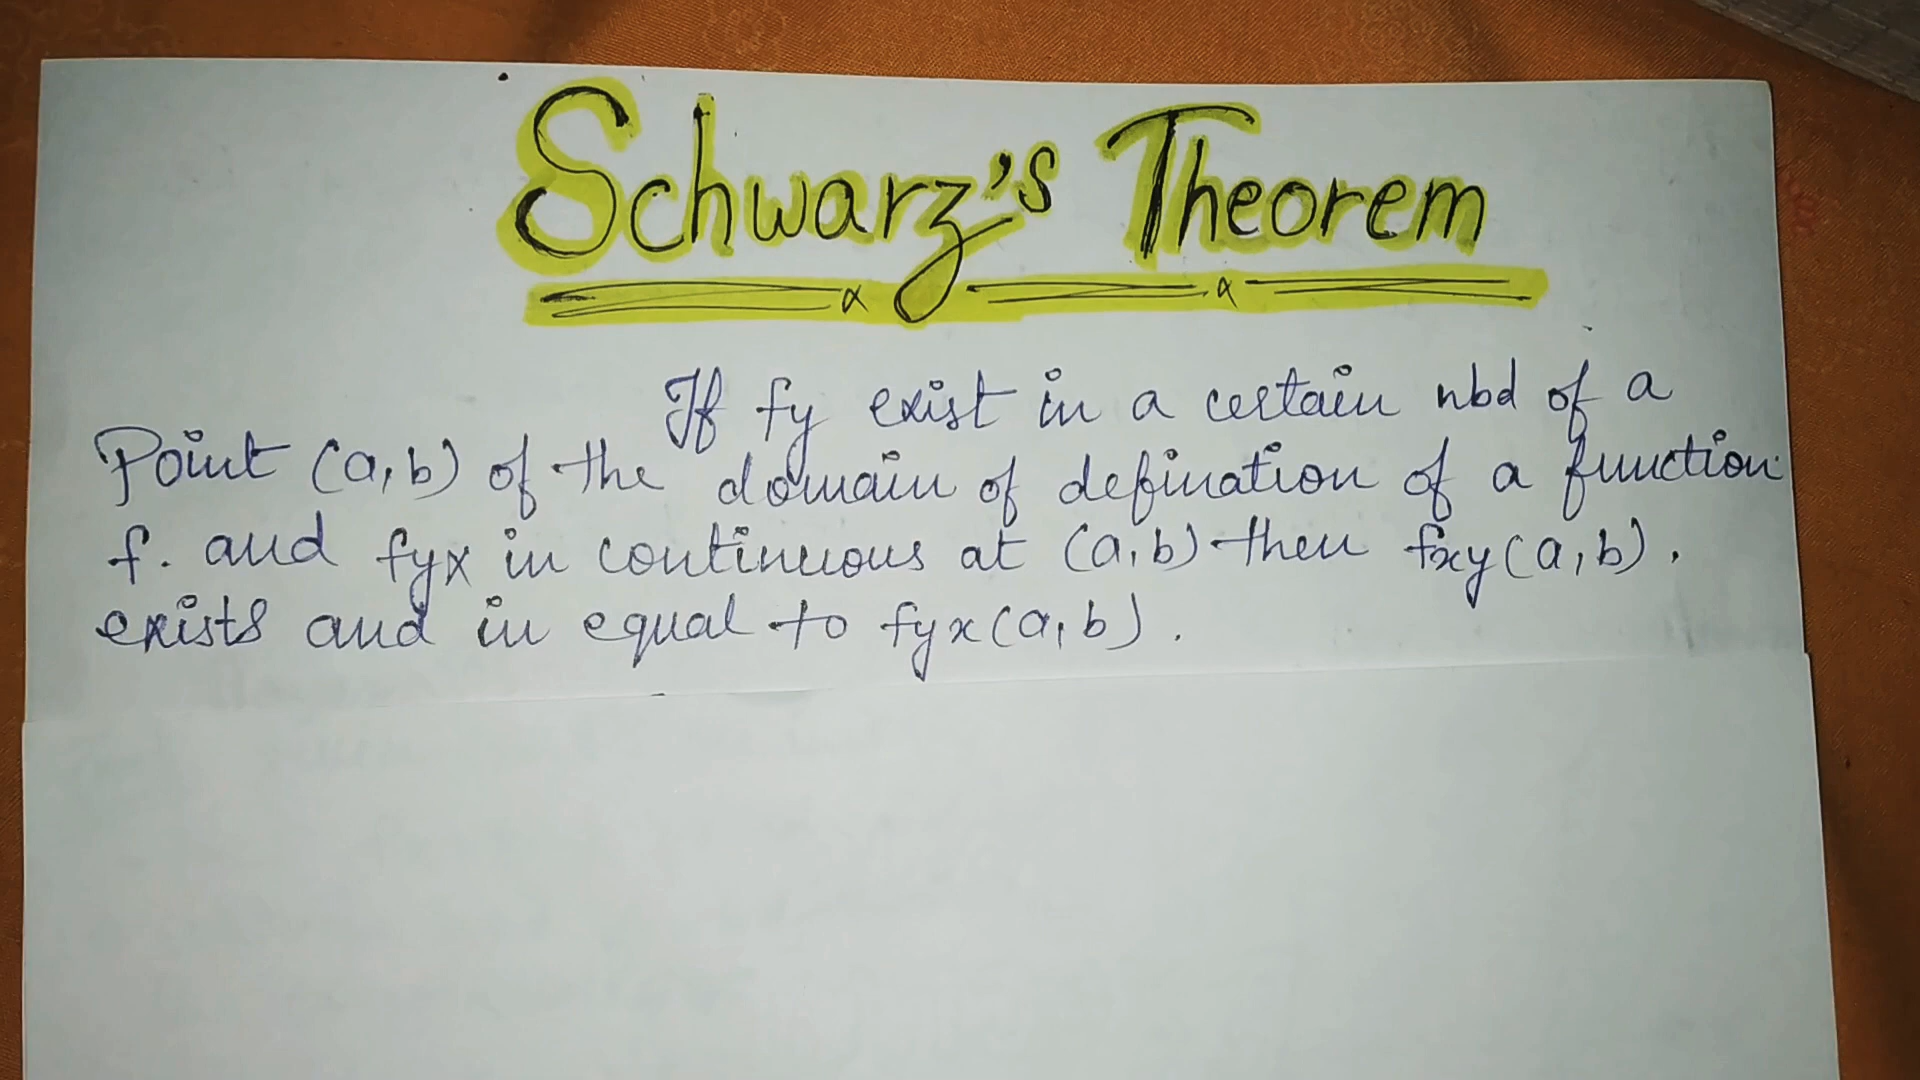 Schwarz's Theorem
If fy exist in a certain nbd of a
Point (a,b) of the domain of defination of a function
f. and fyx in continuous at (a,b) then fxy(a,b).
exists and in equal to fyx(a,b).